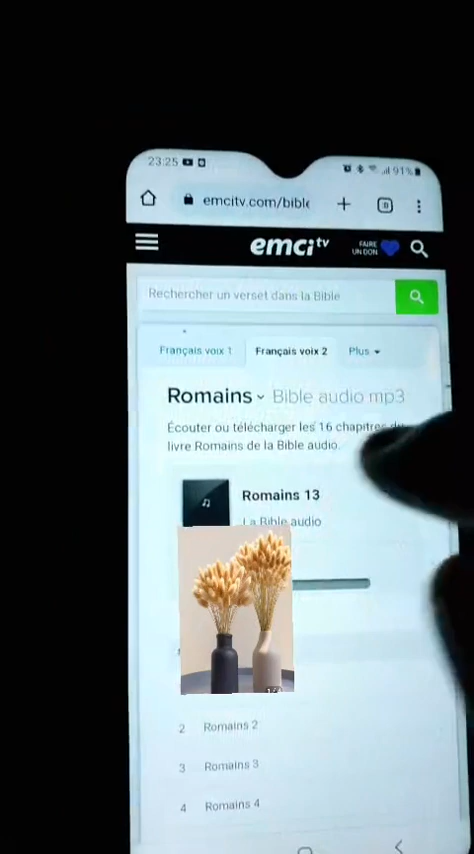 23:25
91%
emcitv.com/bible
emci tv
FAIRE
UN DON
Rechercher un verset dans la Bible
Français voix 1 Français voix 2 Plus
Romains Bible audio mp3
Écouter ou télécharger les 16 chapitres du
livre Romains de la Bible audio.
Romains 13
La Bible audio
2 Romains 2
3 Romains 3
4 Romains 4